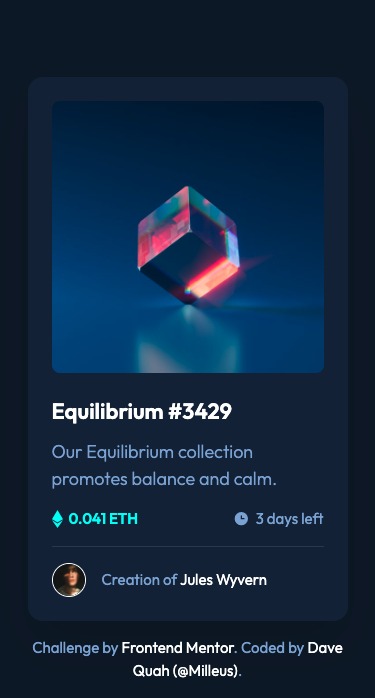 Equilibrium #3429
Our Equilibrium collection
promotes balance and calm.
0.041 ETH
3 days left
Creation of Jules Wyvern
Challenge by Frontend Mentor. Coded by Dave
Quah (@Milleus).